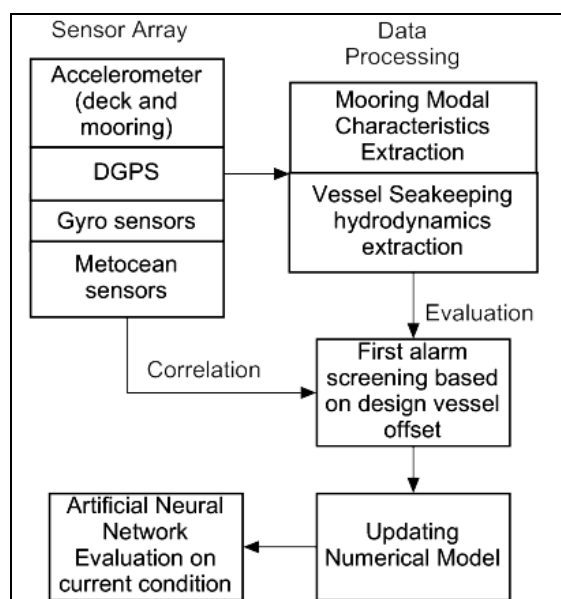 Sensor Array
Accelerometer
(deck and
mooring)
DGPS
Gyro sensors
Metocean
sensors
Data
Processing
Mooring Modal
Characteristics
Extraction
Vessel Seakeeping
hydrodynamics
extraction
Evaluation
Correlation
First alarm
screening based
on design vessel
offset
Updating
Numerical Model
Artificial Neural
Network
Evaluation on
current condition